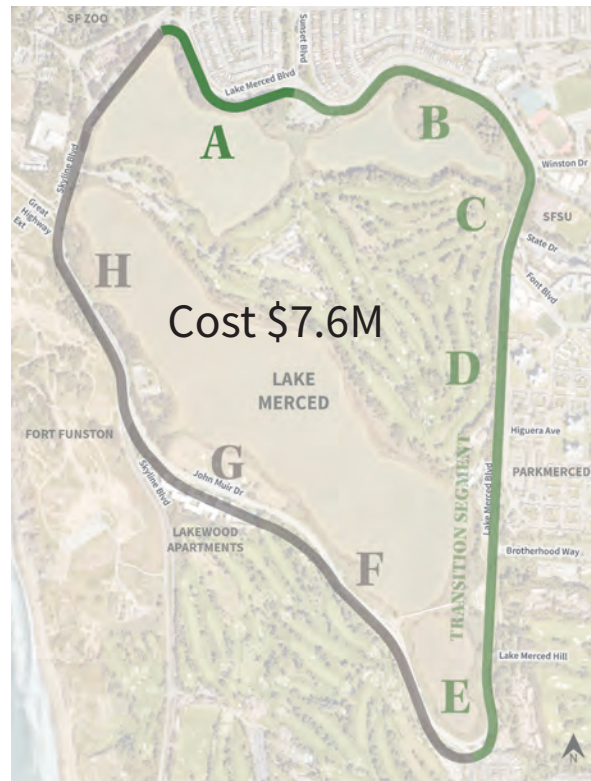 SF ZOO
Sunset Blvd
Lake Merced Blvd
A
B
Winston Dr
Skyline Blvd
Great
Highway
Ext
C
SFSU
State Dr
H
Font Blvd
Cost $7.6M
LAKE
MERCED
D
FORT FUNSTON
Higuera Ave
G
PARKMERCED
John Muir Dr
Skyline Blvd
Lake Merced Blvd
TRANSITION SEGMENT
LAKEWOOD
APARTMENTS
Brotherhood Way
F
Lake Merced Hill
E
N